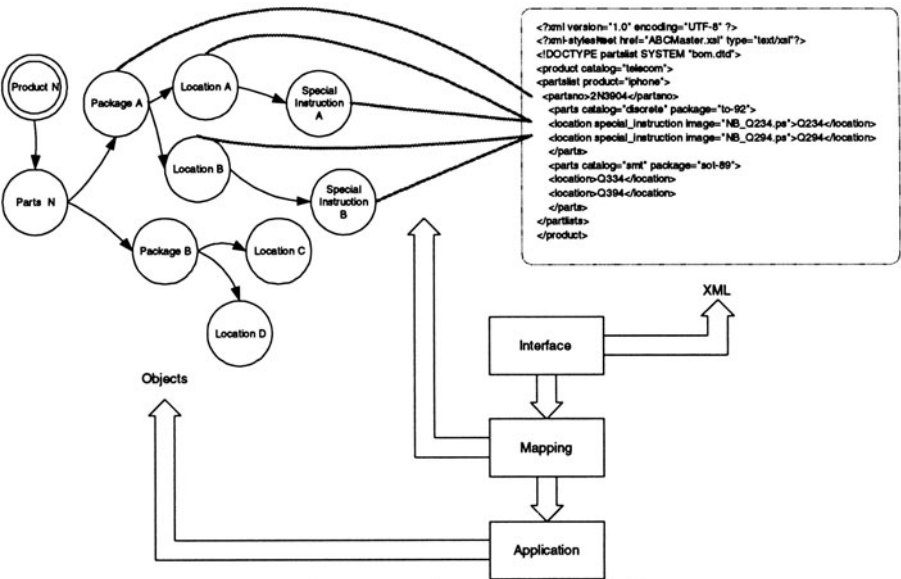 <?xml version="1.0" encoding="UTF-8" ?>
<?xml-stylesheet href="ABCMaster.xsl" type="text/xsl"?>
<!DOCTYPE partslist SYSTEM "bom.dtd">
<product catalog="telecom">
<partslist product="iphone">
<partsno>2N3904</partsno>
<parts catalog="discrete" package="to-92">
<location special_instruction image="NB_Q234.ps">Q234</location>
<location special_instruction image="NB_Q294.ps">Q294</location>
</parts>
<parts catalog="smt" package="sot-89">
<location>Q334</location>
<location>Q394</location>
</parts>
</partlists>
</product>
Product N
Package A
Location A
Special
Instruction
A
Location B
Parts N
Special
Instruction
B
Package B
Location C
Location D
XML
Interface
Objects
Mapping
Application